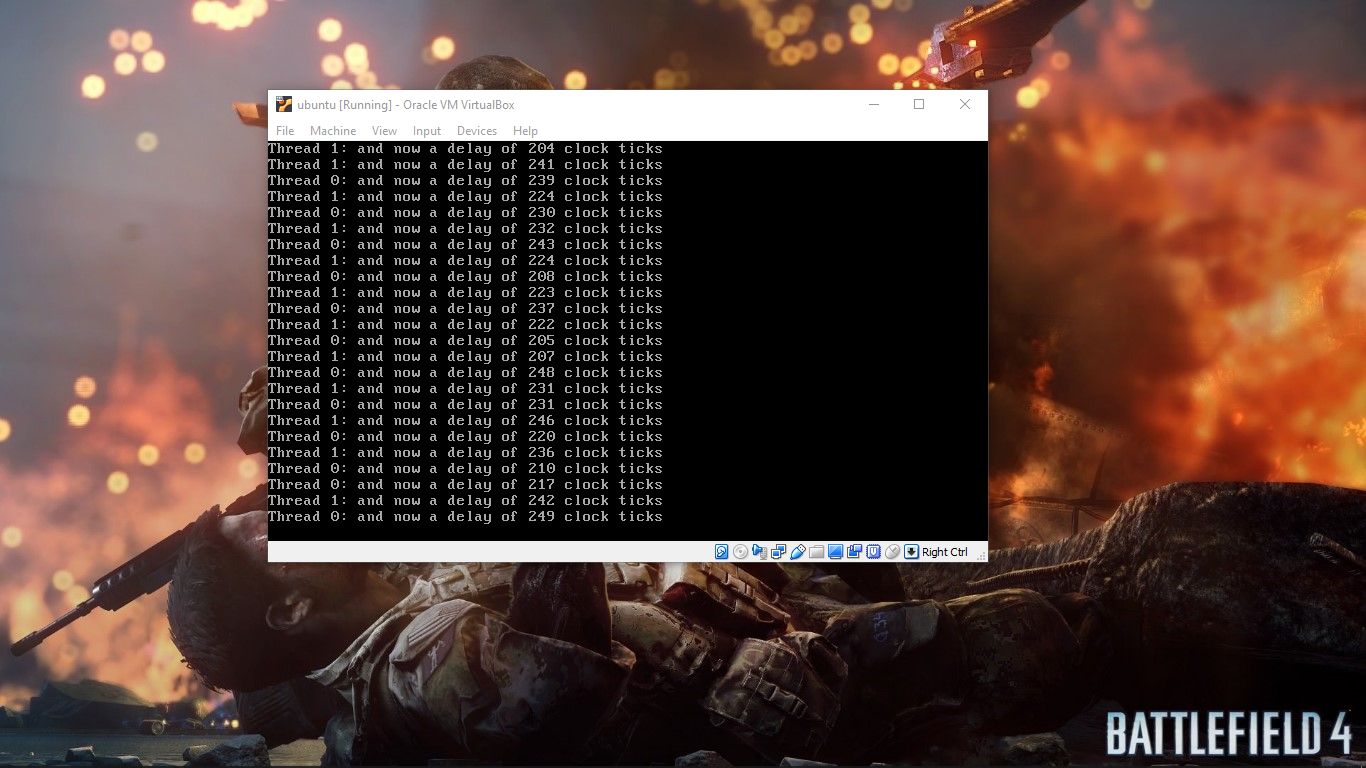 ubuntu [Running] - Oracle VM VirtualBox
File Machine View Input Devices Help
Thread 1: and now a delay of 204 clock ticks
Thread 1: and now a delay of 241 clock ticks
Thread 0: and now a delay of 239 clock ticks
Thread 1: and now a delay of 224 clock ticks
Thread 0: and now a delay of 230 clock ticks
Thread 1: and now a delay of 232 clock ticks
Thread 0: and now a delay of 243 clock ticks
Thread 1: and now a delay of 224 clock ticks
Thread 0: and now a delay of 208 clock ticks
Thread 1: and now a delay of 223 clock ticks
Thread 0: and now a delay of 237 clock ticks
Thread 1: and now a delay of 222 clock ticks
Thread 0: and now a delay of 205 clock ticks
Thread 1: and now a delay of 207 clock ticks
Thread 0: and now a delay of 248 clock ticks
Thread 1: and now a delay of 231 clock ticks
Thread 0: and now a delay of 231 clock ticks
Thread 1: and now a delay of 246 clock ticks
Thread 0: and now a delay of 220 clock ticks
Thread 1: and now a delay of 236 clock ticks
Thread 0: and now a delay of 210 clock ticks
Thread 0: and now a delay of 217 clock ticks
Thread 1: and now a delay of 242 clock ticks
Thread 0: and now a delay of 249 clock ticks
Right Ctrl
BATTLEFIELD 4